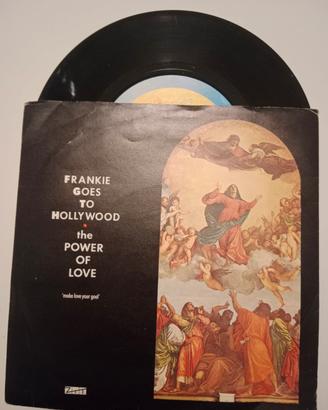 FRANKIE
GOES
TO
HOLLYWOOD
the
POWER
OF
LOVE
'make love your goal'